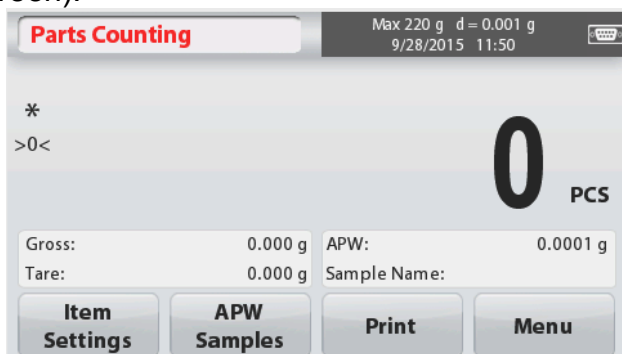 reen).
Parts Counting
Max 220 g d = 0.001 g
9/28/2015 11:50
*
>0<
0 PCS
Gross: 0.000 g APW: 0.0001 g
Tare: 0.000 g Sample Name:
Item Settings
APW Samples
Print
Menu